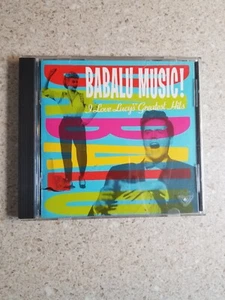 BABALU MUSIC!
"I Love Lucy's" Greatest Hits